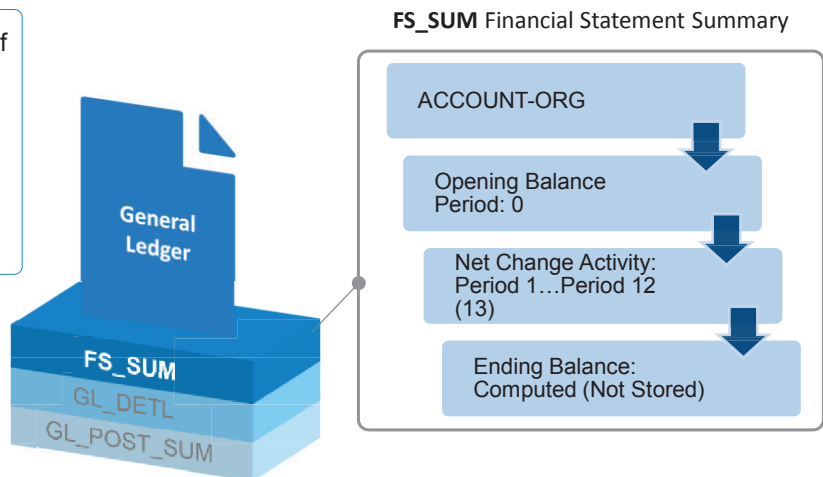 f
FS_SUM Financial Statement Summary
ACCOUNT-ORG
Opening Balance
Period: 0
Net Change Activity:
Period 1…Period 12
(13)
Ending Balance:
Computed (Not Stored)
General
Ledger
FS_SUM
GL_DETL
GL_POST_SUM